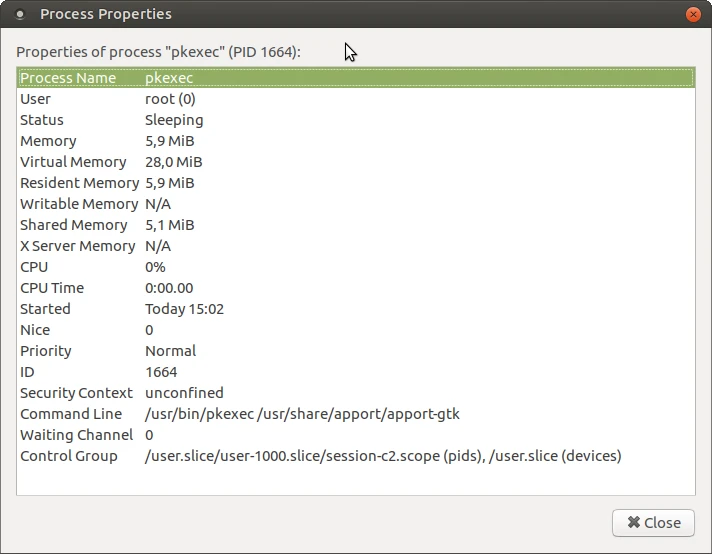 Process Properties
Properties of process "pkexec" (PID 1664):
Process Name pkexec
User root (0)
Status Sleeping
Memory 5,9 MiB
Virtual Memory 28,0 MiB
Resident Memory 5,9 MiB
Writable Memory N/A
Shared Memory 5,1 MiB
X Server Memory N/A
CPU 0%
CPU Time 0:00.00
Started Today 15:02
Nice 0
Priority Normal
ID 1664
Security Context unconfined
Command Line /usr/bin/pkexec /usr/share/apport/apport-gtk
Waiting Channel 0
Control Group /user.slice/user-1000.slice/session-c2.scope (pids), /user.slice (devices)
Close